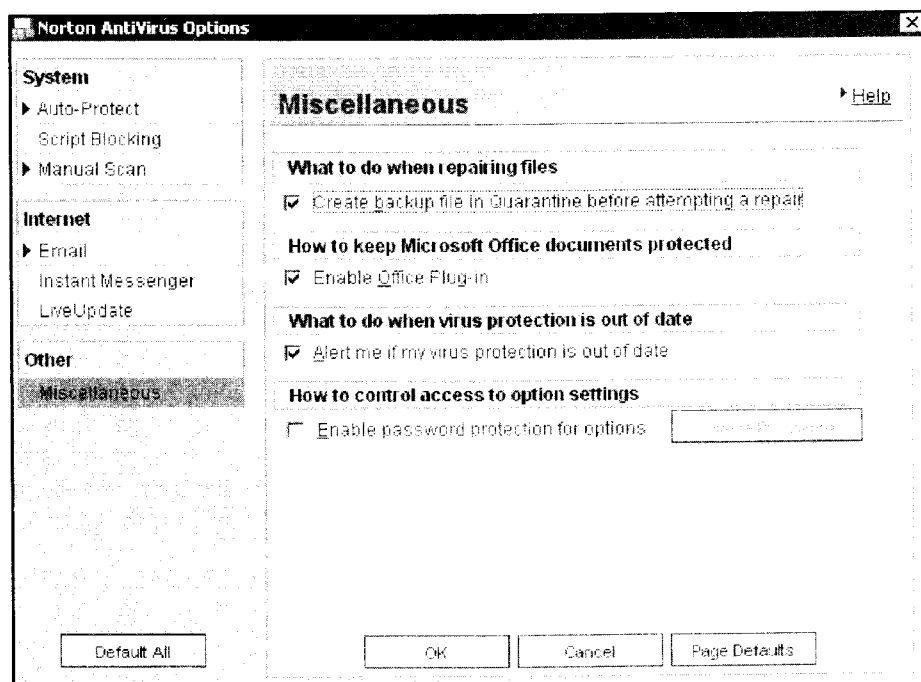 Norton AntiVirus Options
System
Auto-Protect
Script Blocking
Manual Scan
Internet
Email
Instant Messenger
LiveUpdate
Other
Miscellaneous
Default All
Miscellaneous
Help
What to do when repairing files
Create backup file in Quarantine before attempting a repair
How to keep Microsoft Office documents protected
Enable Office Plug-in
What to do when virus protection is out of date
Alert me if my virus protection is out of date
How to control access to option settings
Enable password protection for options
OK Cancel Page Defaults